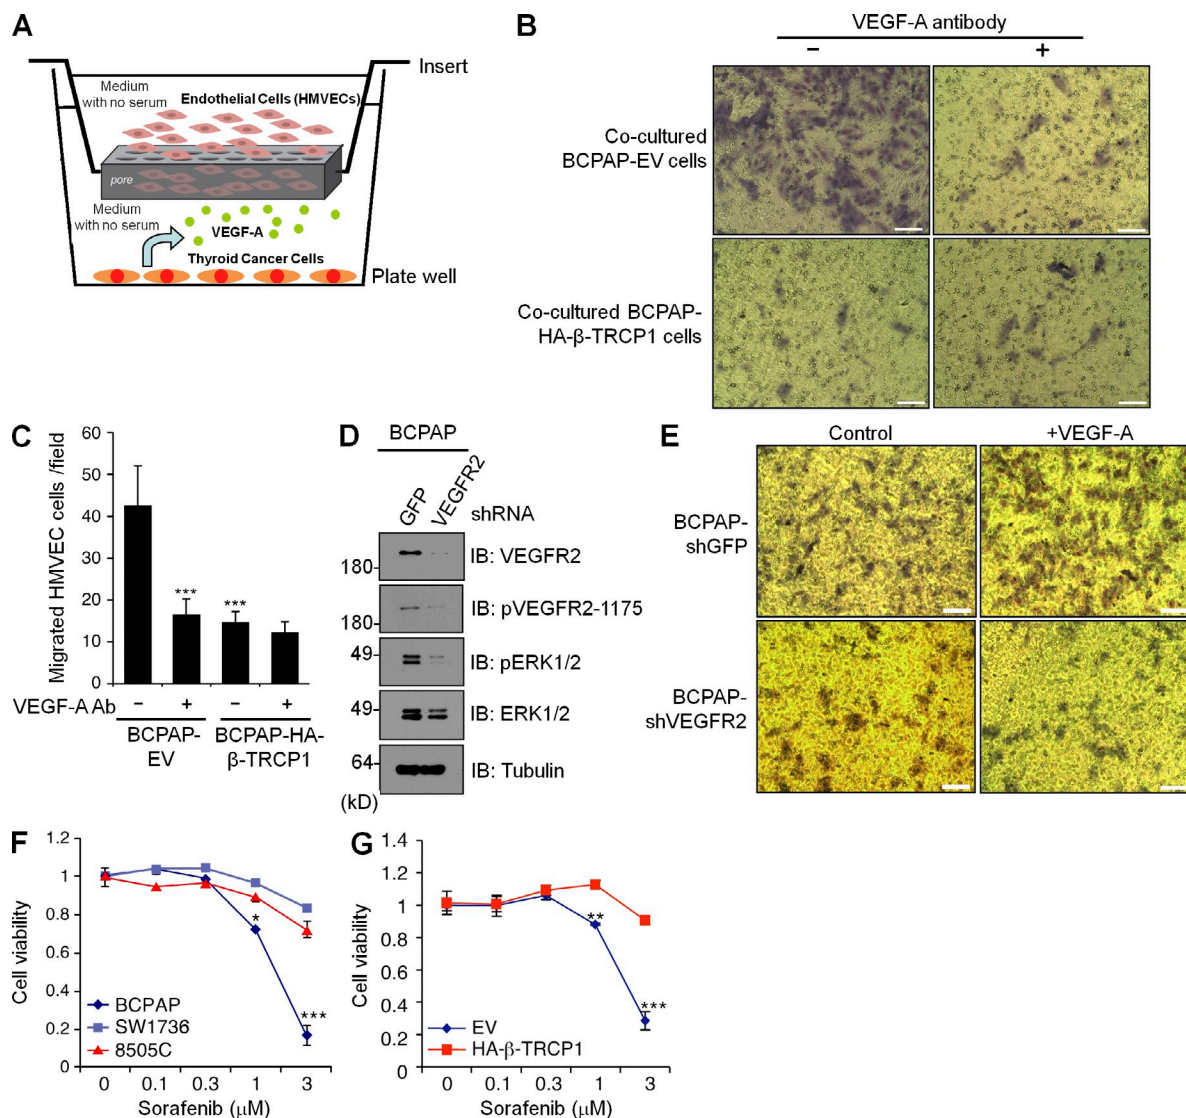 A
Medium
with no serum
Endothelial Cells (HMVECs)
Insert
pore
Medium
with no serum
VEGF-A
Thyroid Cancer Cells
Plate well
B
VEGF-A antibody
– +
Co-cultured
BCPAP-EV cells
Co-cultured BCPAP-
HA-β-TRCP1 cells
C
Migrated HMVEC cells /field
60
50
40
30
20
10
0
***
***
VEGF-A Ab – + – +
BCPAP-
EV
BCPAP-HA-
β-TRCP1
D
BCPAP
GFP
VEGFR2
shRNA
180
IB: VEGFR2
180
IB: pVEGFR2-1175
49
IB: pERK1/2
49
IB: ERK1/2
64
IB: Tubulin
(kD)
E
Control
+VEGF-A
BCPAP-
shGFP
BCPAP-
shVEGFR2
F
Cell viability
1.2
1
0.8
0.6
0.4
0.2
0
*
***
BCPAP
SW1736
8505C
0 0.1 0.3 1 3
Sorafenib (μM)
G
Cell viability
1.4
1.2
1
0.8
0.6
0.4
0.2
0
**
***
EV
HA-β-TRCP1
0 0.1 0.3 1 3
Sorafenib (μM)